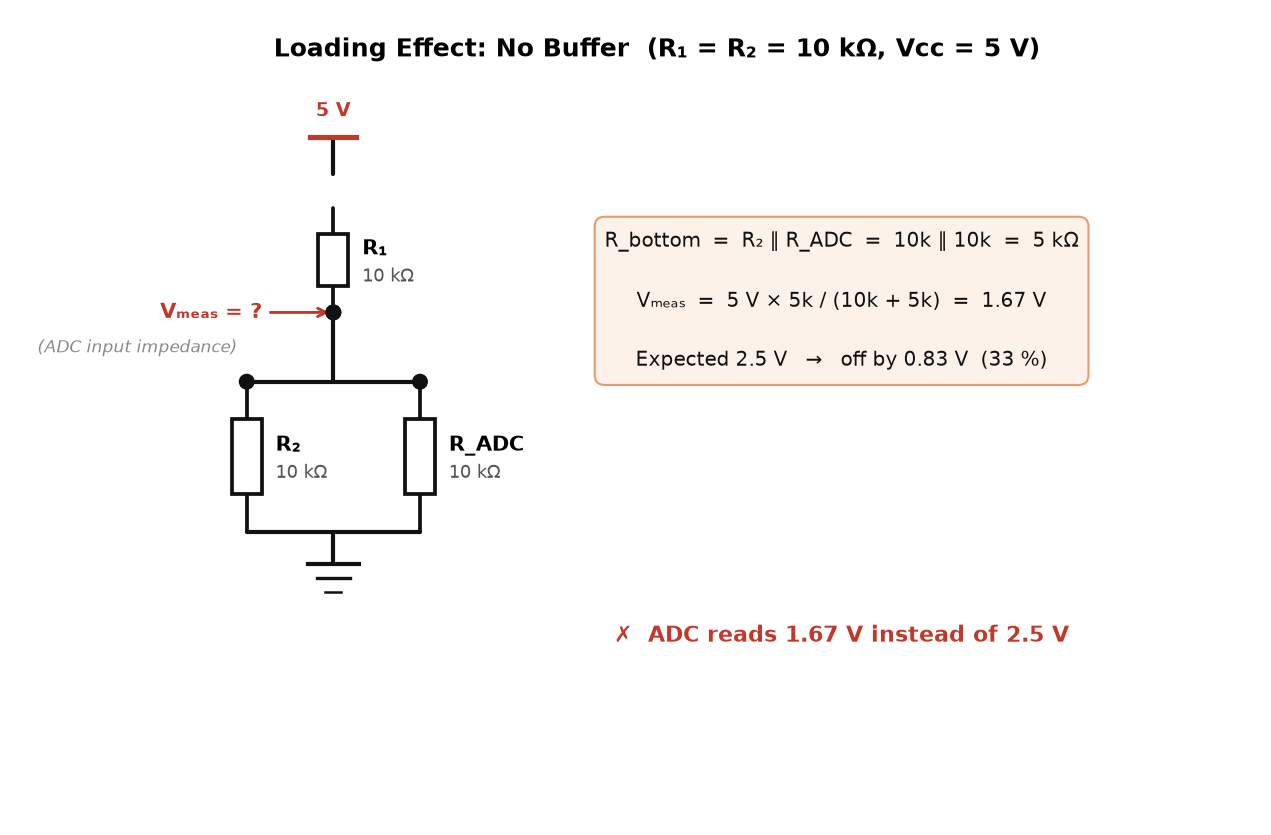 Loading Effect: No Buffer (R₁ = R₂ = 10 kΩ, Vcc = 5 V)
5 V
R₁
10 kΩ
Vₘₑₐₛ = ?
(ADC input impedance)
R₂
10 kΩ
R_ADC
10 kΩ
R_bottom = R₂ ∥ R_ADC = 10k ∥ 10k = 5 kΩ
Vₘₑₐₛ = 5 V × 5k / (10k + 5k) = 1.67 V
Expected 2.5 V → off by 0.83 V (33 %)
✗ ADC reads 1.67 V instead of 2.5 V